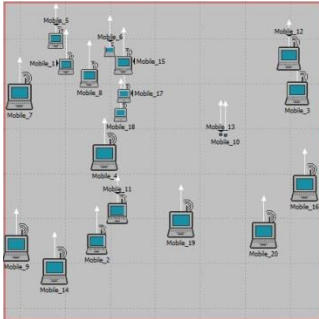 Mobile_5
Mobile_12
Mobile_6
Mobile_1
Mobile_15
Mobile_8
Mobile_3
Mobile_17
Mobile_7
Mobile_18
Mobile_13
Mobile_10
Mobile_4
Mobile_11
Mobile_16
Mobile_19
Mobile_2
Mobile_20
Mobile_9
Mobile_14